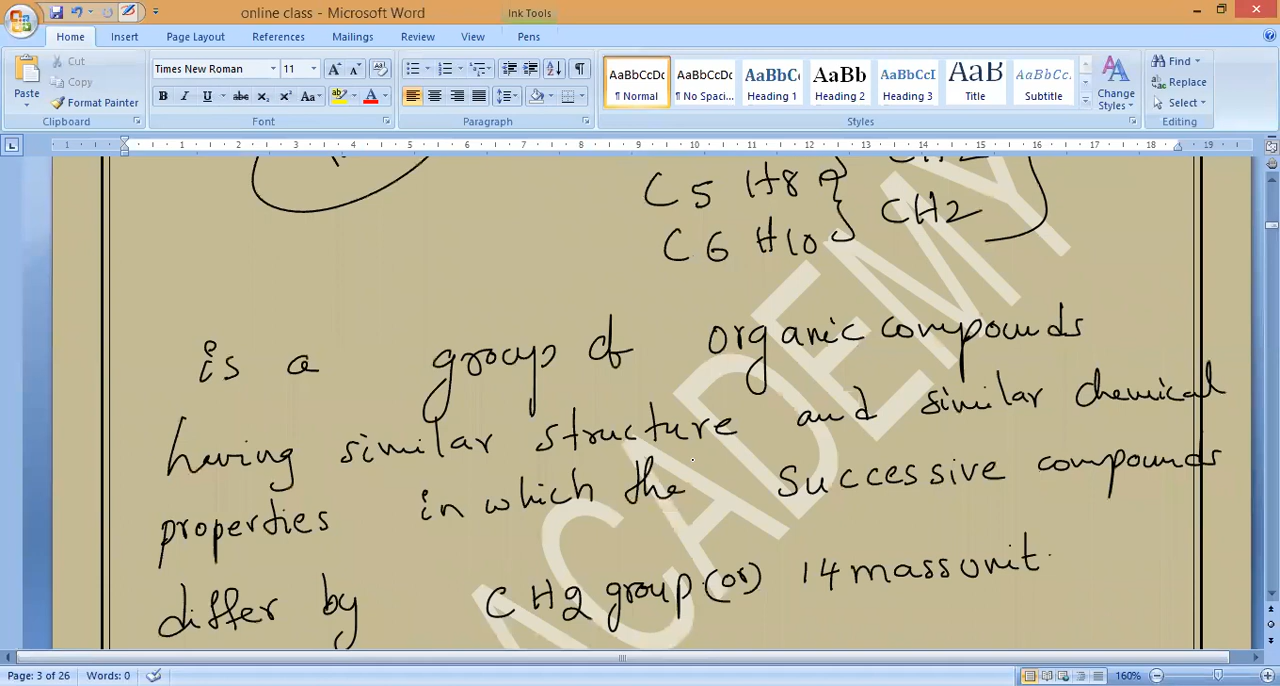 online class - Microsoft Word
Ink Tools
Home Insert Page Layout References Mailings Review View Pens
Paste
Cut
Copy
Format Painter
Clipboard
Times New Roman 11
Font
Paragraph
AaBbCcDc AaBbCcDc AaBbCc AaBb AaBbCcI AaB AaBbCc.
¶ Normal ¶ No Spaci... Heading 1 Heading 2 Heading 3 Title Subtitle
Change Styles
Styles
Find
Replace
Select
Editing
C5 H8
CH2
C6 H10
is a group of organic compounds
having similar structure and similar chemical
properties in which the successive compounds
differ by CH2 group (or) 14 mass unit.
ACADEMY
Page: 3 of 26 Words: 0 160%